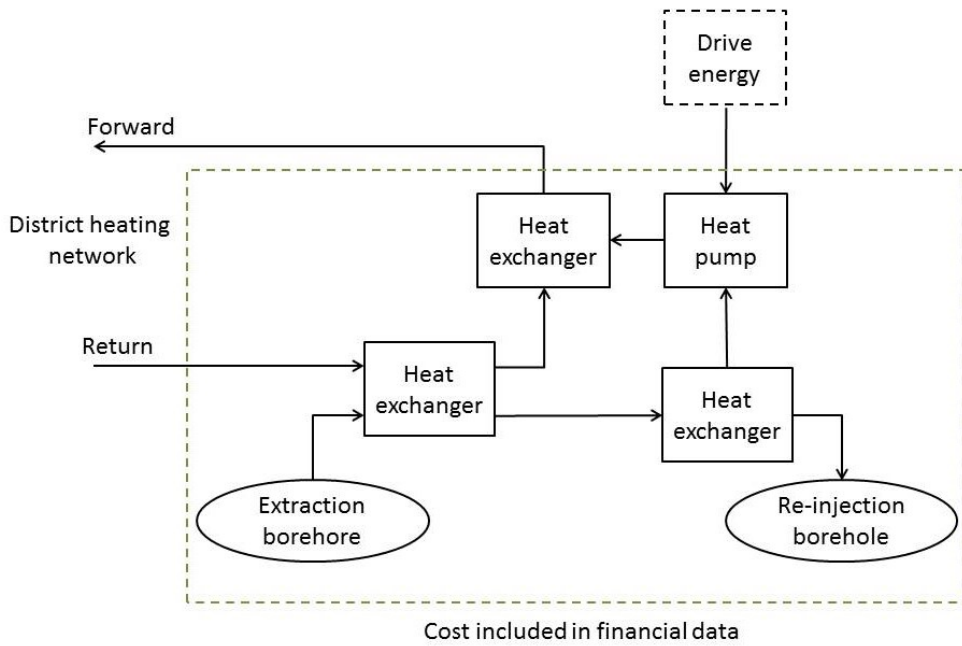 Drive
energy
Forward
District heating
network
Heat
exchanger
Heat
pump
Return
Heat
exchanger
Heat
exchanger
Extraction
borehore
Re-injection
borehole
Cost included in financial data